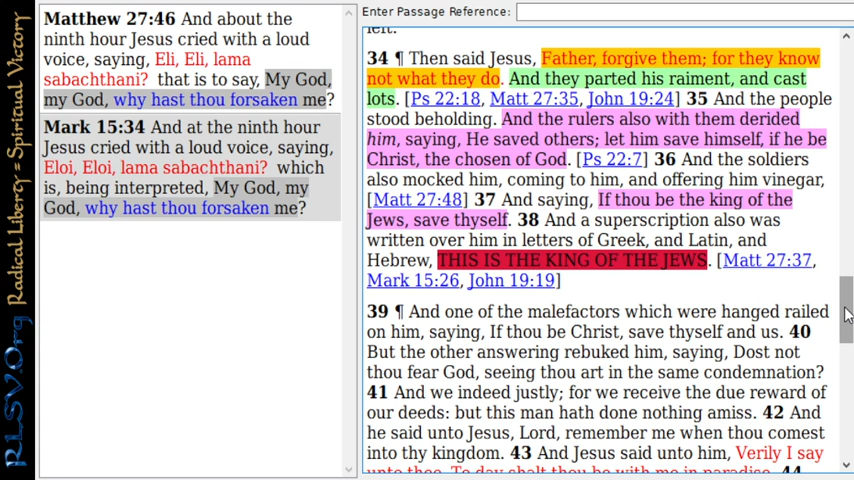 RLSV.Org Radical Liberty = Spiritual Victory
Matthew 27:46 And about the
ninth hour Jesus cried with a loud
voice, saying, Eli, Eli, lama
sabachthani? that is to say, My God,
my God, why hast thou forsaken me?
Mark 15:34 And at the ninth hour
Jesus cried with a loud voice, saying,
Eloi, Eloi, lama sabachthani? which
is, being interpreted, My God, my
God, why hast thou forsaken me?
Enter Passage Reference:
left.
34 ¶ Then said Jesus, Father, forgive them; for they know
not what they do. And they parted his raiment, and cast
lots. [Ps 22:18, Matt 27:35, John 19:24] 35 And the people
stood beholding. And the rulers also with them derided
him, saying, He saved others; let him save himself, if he be
Christ, the chosen of God. [Ps 22:7] 36 And the soldiers
also mocked him, coming to him, and offering him vinegar,
[Matt 27:48] 37 And saying, If thou be the king of the
Jews, save thyself. 38 And a superscription also was
written over him in letters of Greek, and Latin, and
Hebrew, THIS IS THE KING OF THE JEWS. [Matt 27:37,
Mark 15:26, John 19:19]
39 ¶ And one of the malefactors which were hanged railed
on him, saying, If thou be Christ, save thyself and us. 40
But the other answering rebuked him, saying, Dost not
thou fear God, seeing thou art in the same condemnation?
41 And we indeed justly; for we receive the due reward of
our deeds: but this man hath done nothing amiss. 42 And
he said unto Jesus, Lord, remember me when thou comest
into thy kingdom. 43 And Jesus said unto him, Verily I say
unto thee, To day shalt thou be with me in paradise. 44